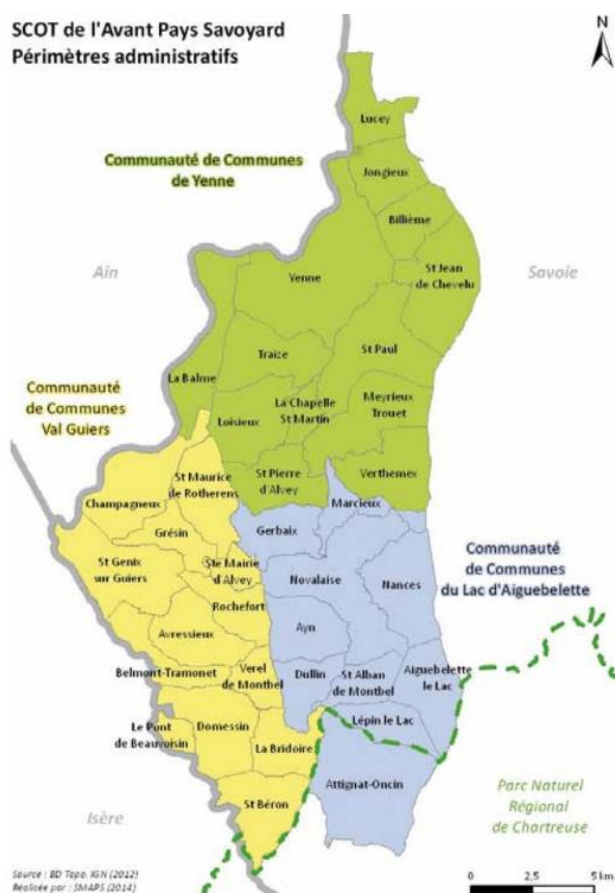 SCOT de l'Avant Pays Savoyard
Périmètres administratifs
N
Lucey
Communauté de Communes
de Yenne
Jongieux
Billième
Ain
Yenne
St Jean
de Chevelu
Savoie
Traize
St Paul
La Balme
Communauté
de Communes
Val Guiers
Loisieux
La Chapelle
St Martin
Meyrieux
Trouet
St Pierre
d'Alvey
Verthemex
St Maurice
de Rotherens
Champagneux
Marcieux
Grésin
Gerbaix
Communauté
de Communes
du Lac d'Aiguebelette
St Genix
sur Guiers
Ste Mairie
d'Alvey
Novalaise
Nances
Rochefort
Ayn
Avressieux
Belmont-Tramonet
Verel
de Montbel
Dullin
St Alban
de Montbel
Aiguebelette
le Lac
Le Pont
de Beauvoisin
Domessin
Lépin le Lac
La Bridoire
Attignat-Oncin
St Béron
Isère
Parc Naturel
Régional
de Chartreuse
Source : BD Topo, IGN (2012)
Réalisée par : SMAPS (2014)
0 2,5 5 km